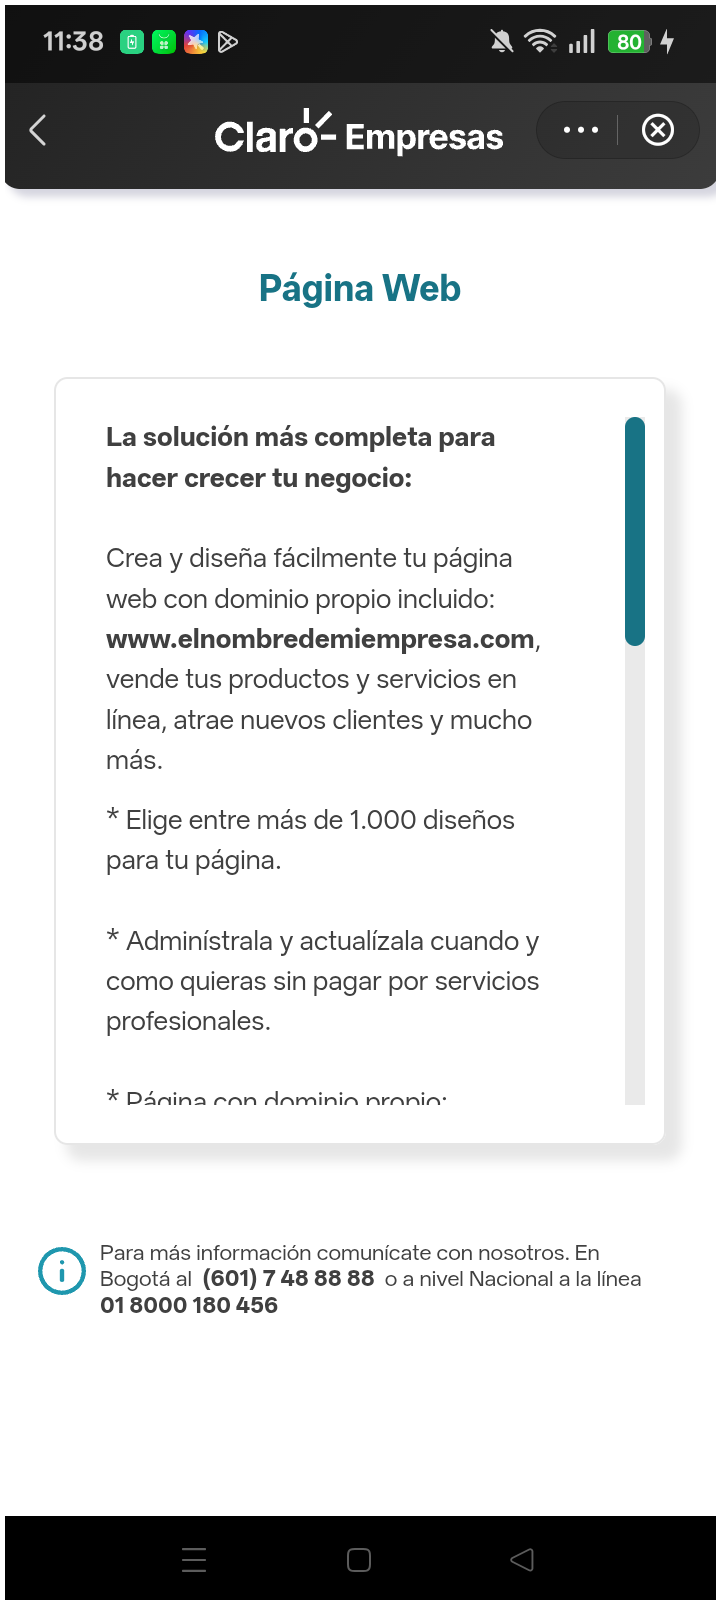 11:38
80
Claro Empresas
Página Web
La solución más completa para
hacer crecer tu negocio:
Crea y diseña fácilmente tu página
web con dominio propio incluido:
www.elnombredemiempresa.com,
vende tus productos y servicios en
línea, atrae nuevos clientes y mucho
más.
* Elige entre más de 1.000 diseños
para tu página.
* Adminístrala y actualízala cuando y
como quieras sin pagar por servicios
profesionales.
* Página con dominio propio:
Para más información comunícate con nosotros. En
Bogotá al (601) 7 48 88 88 o a nivel Nacional a la línea
01 8000 180 456